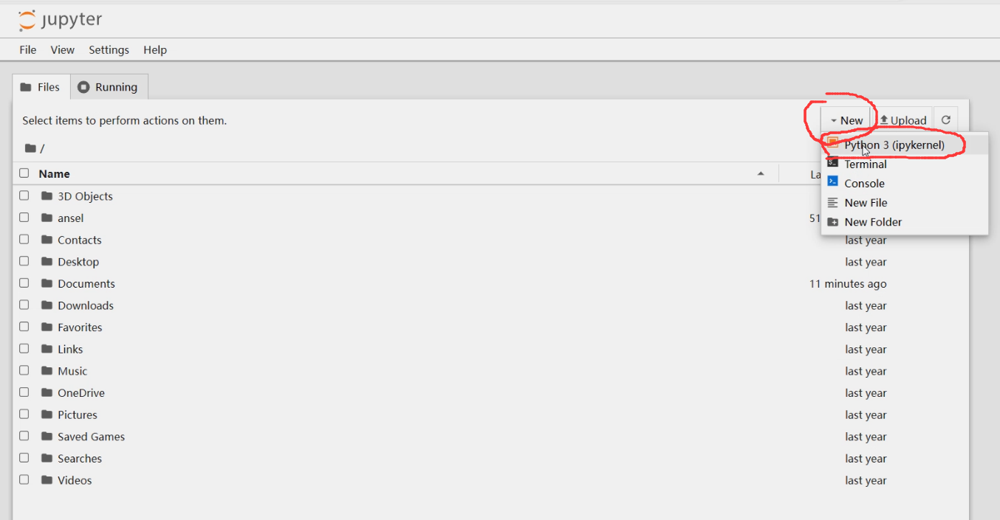 jupyter
File View Settings Help
Files Running
Select items to perform actions on them.
New Upload
/
Python 3 (ipykernel)
Terminal
Name
Console
3D Objects
New File
ansel 51
New Folder
Contacts last year
Desktop last year
Documents 11 minutes ago
Downloads last year
Favorites last year
Links last year
Music last year
OneDrive last year
Pictures last year
Saved Games last year
Searches last year
Videos last year